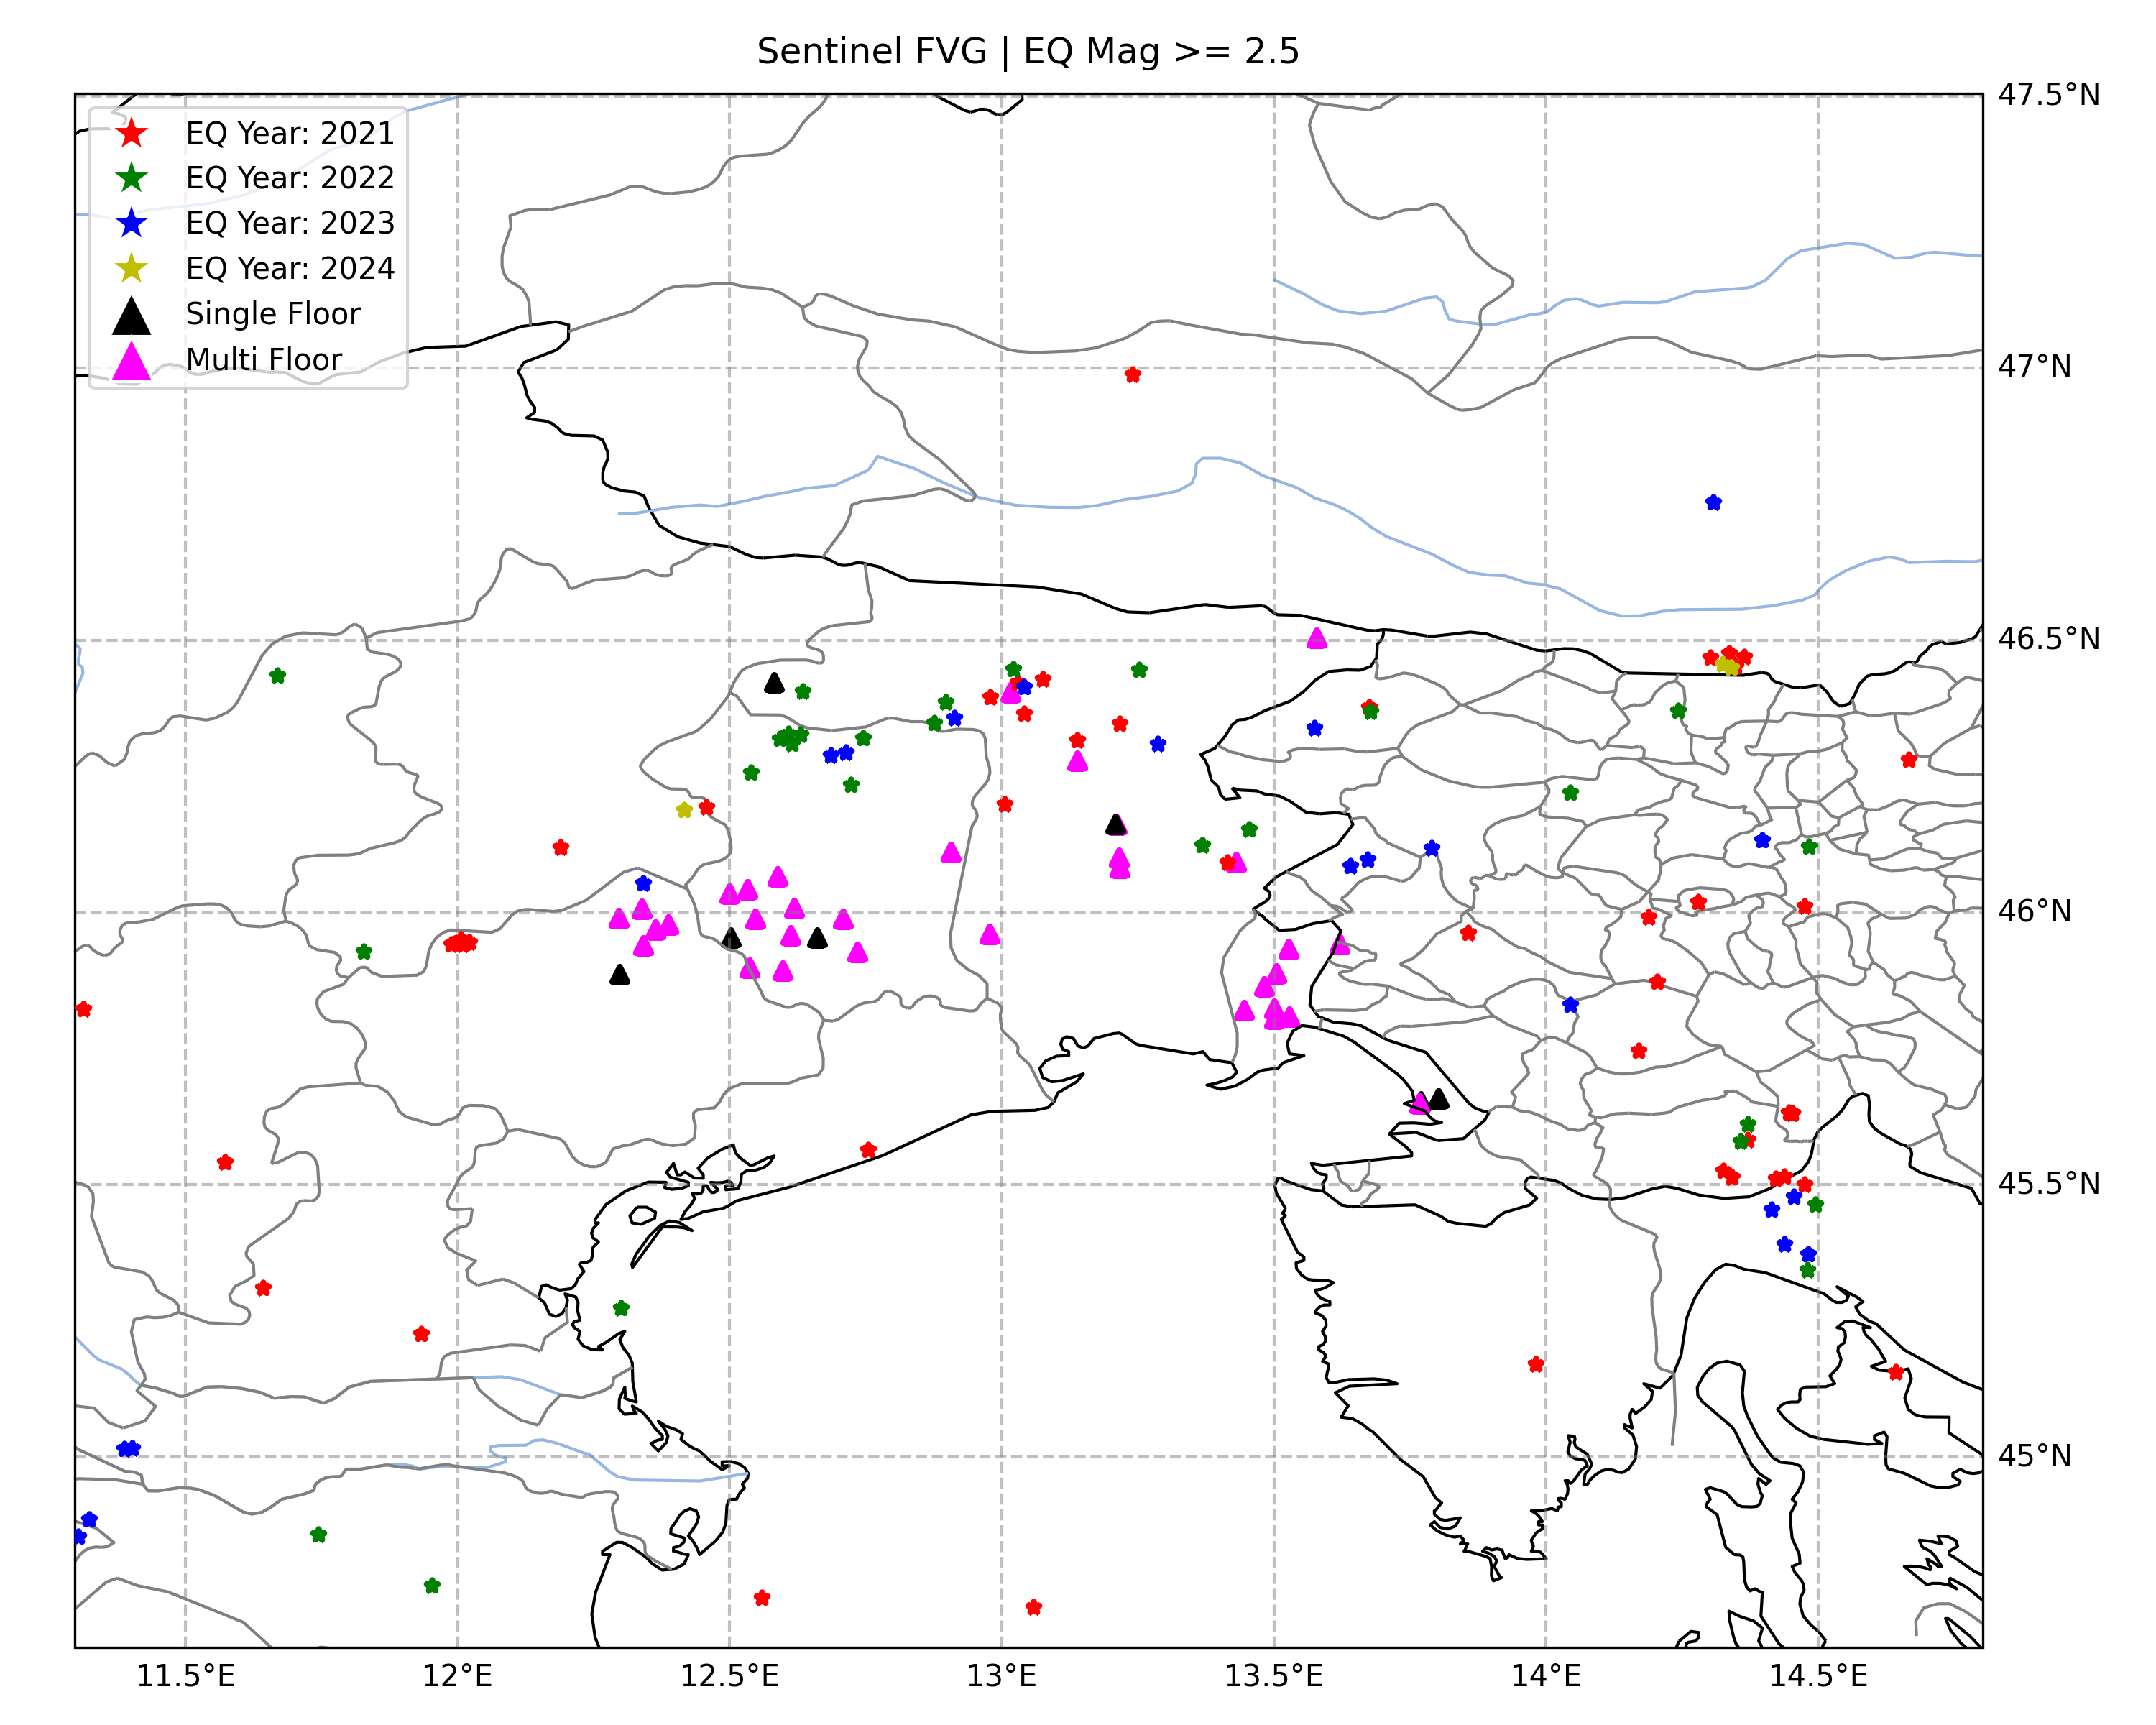 Sentinel FVG | EQ Mag >= 2.5
EQ Year: 2021
EQ Year: 2022
EQ Year: 2023
EQ Year: 2024
Single Floor
Multi Floor
47.5°N
47°N
46.5°N
46°N
45.5°N
45°N
11.5°E
12°E
12.5°E
13°E
13.5°E
14°E
14.5°E